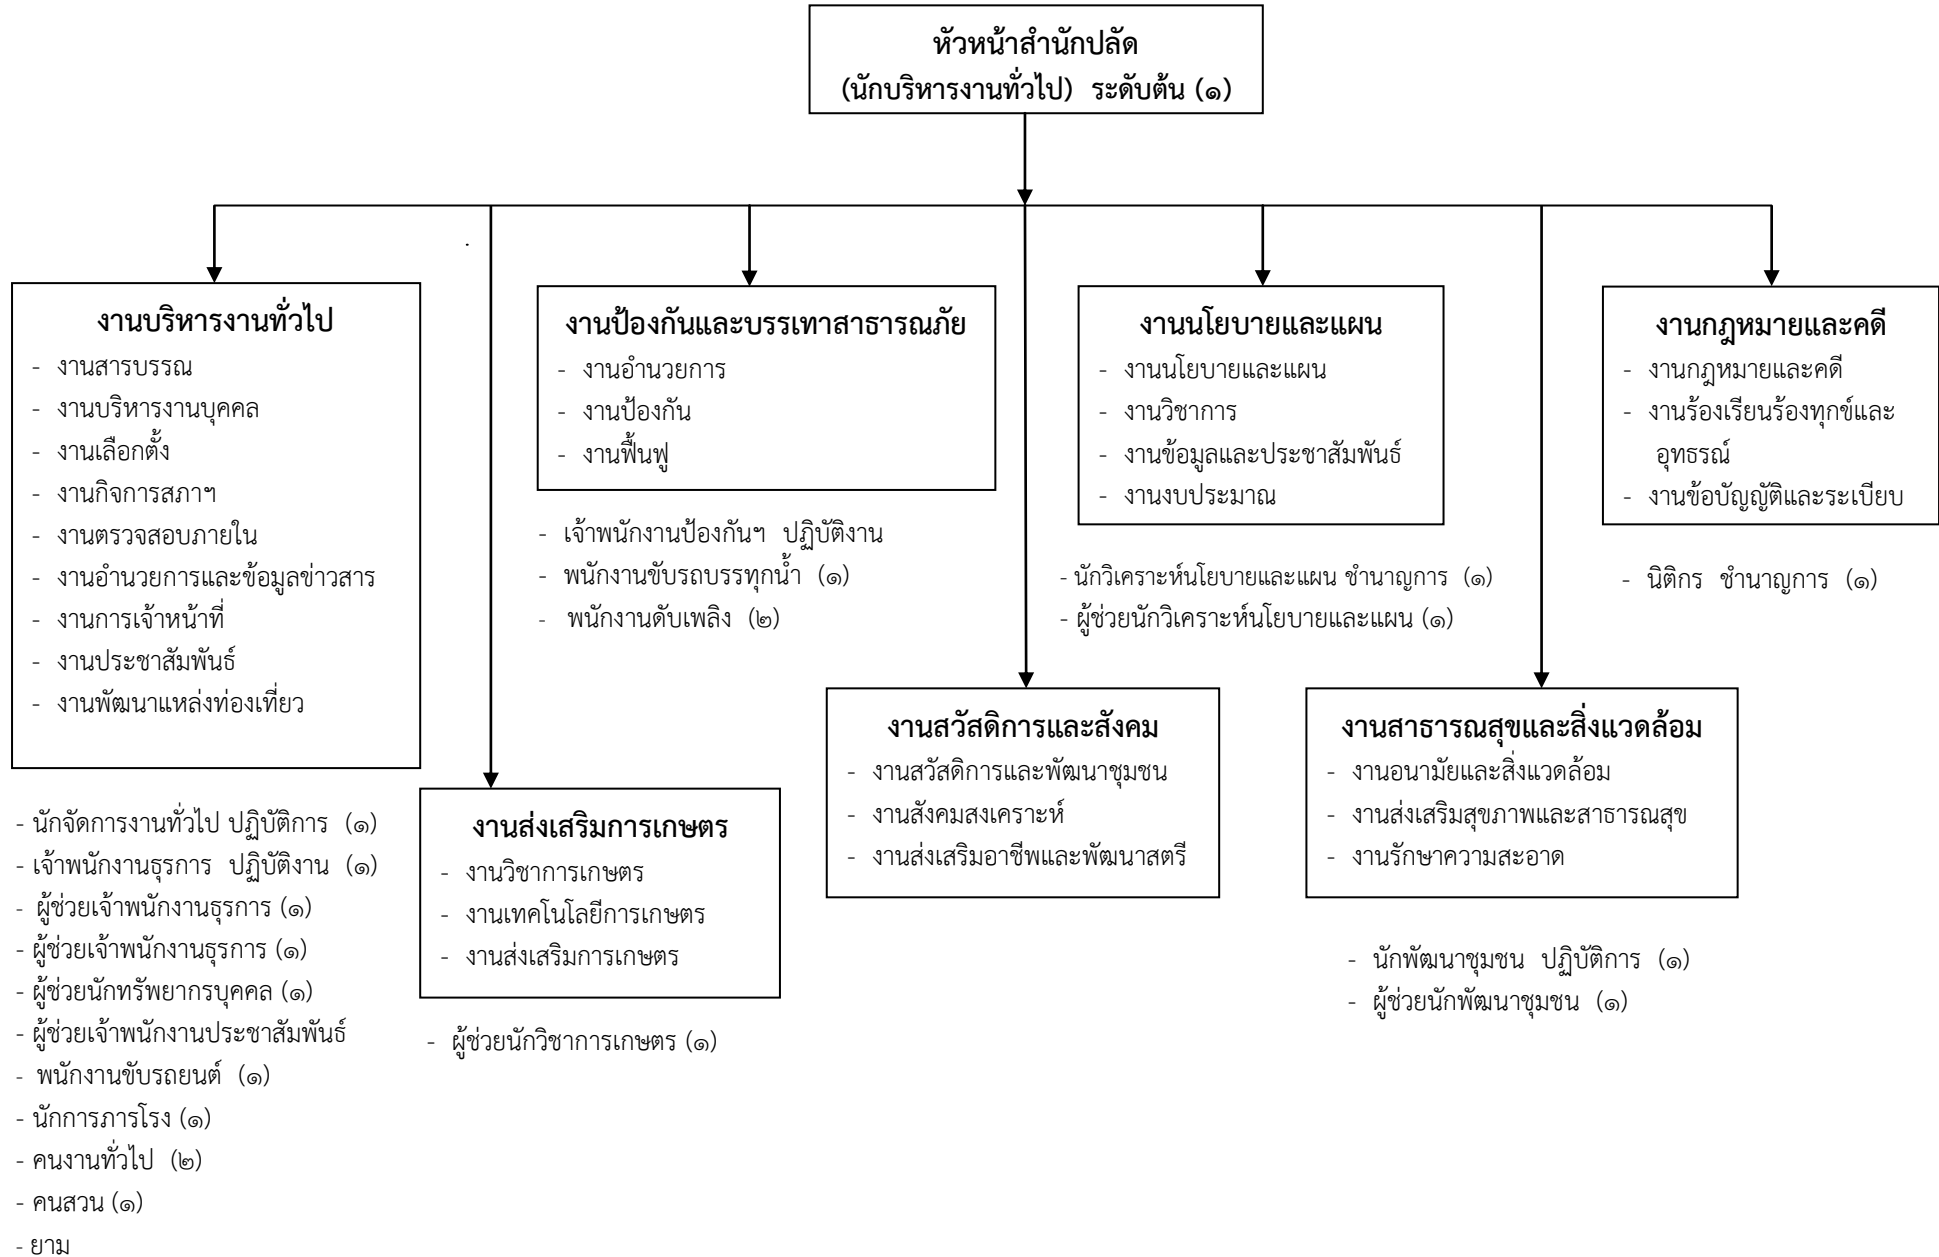 หัวหน้าสำนักปลัด
(นักบริหารงานทั่วไป) ระดับต้น (๑)
งานบริหารงานทั่วไป
- งานสารบรรณ
- งานบริหารงานบุคคล
- งานเลือกตั้ง
- งานกิจการสภาฯ
- งานตรวจสอบภายใน
- งานอำนวยการและข้อมูลข่าวสาร
- งานการเจ้าหน้าที่
- งานประชาสัมพันธ์
- งานพัฒนาแหล่งท่องเที่ยว
- นักจัดการงานทั่วไป ปฏิบัติการ (๑)
- เจ้าพนักงานธุรการ ปฏิบัติงาน (๑)
- ผู้ช่วยเจ้าพนักงานธุรการ (๑)
- ผู้ช่วยเจ้าพนักงานธุรการ (๑)
- ผู้ช่วยนักทรัพยากรบุคคล (๑)
- ผู้ช่วยเจ้าพนักงานประชาสัมพันธ์
- พนักงานขับรถยนต์ (๑)
- นักการภารโรง (๑)
- คนงานทั่วไป (๒)
- คนสวน (๑)
- ยาม
งานส่งเสริมการเกษตร
- งานวิชาการเกษตร
- งานเทคโนโลยีการเกษตร
- งานส่งเสริมการเกษตร
- ผู้ช่วยนักวิชาการเกษตร (๑)
งานป้องกันและบรรเทาสาธารณภัย
- งานอำนวยการ
- งานป้องกัน
- งานฟื้นฟู
- เจ้าพนักงานป้องกันฯ ปฏิบัติงาน
- พนักงานขับรถบรรทุกน้ำ (๑)
- พนักงานดับเพลิง (๒)
งานสวัสดิการและสังคม
- งานสวัสดิการและพัฒนาชุมชน
- งานสังคมสงเคราะห์
- งานส่งเสริมอาชีพและพัฒนาสตรี
งานนโยบายและแผน
- งานนโยบายและแผน
- งานวิชาการ
- งานข้อมูลและประชาสัมพันธ์
- งานงบประมาณ
- นักวิเคราะห์นโยบายและแผน ชำนาญการ (๑)
- ผู้ช่วยนักวิเคราะห์นโยบายและแผน (๑)
งานสาธารณสุขและสิ่งแวดล้อม
- งานอนามัยและสิ่งแวดล้อม
- งานส่งเสริมสุขภาพและสาธารณสุข
- งานรักษาความสะอาด
- นักพัฒนาชุมชน ปฏิบัติการ (๑)
- ผู้ช่วยนักพัฒนาชุมชน (๑)
งานกฎหมายและคดี
- งานกฎหมายและคดี
- งานร้องเรียนร้องทุกข์และ
อุทธรณ์
- งานข้อบัญญัติและระเบียบ
- นิติกร ชำนาญการ (๑)